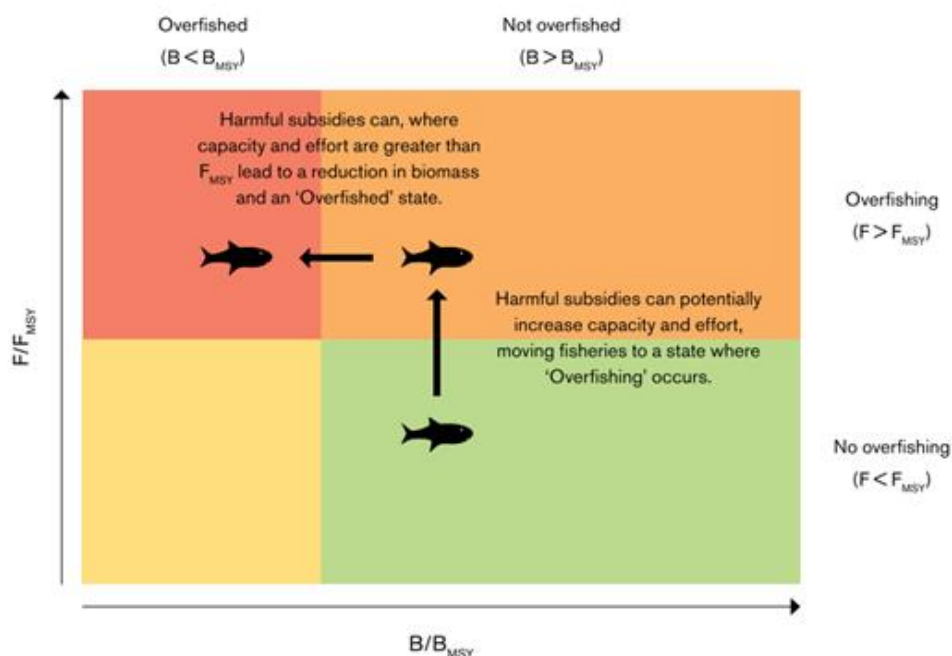 Overfished
(B < BMSY)
Not overfished
(B > BMSY)
Harmful subsidies can, where
capacity and effort are greater than
FMSY lead to a reduction in biomass
and an ‘Overfished’ state.
Overfishing
(F > FMSY)
Harmful subsidies can potentially
increase capacity and effort,
moving fisheries to a state where
‘Overfishing’ occurs.
F/FMSY
No overfishing
(F < FMSY)
B/BMSY